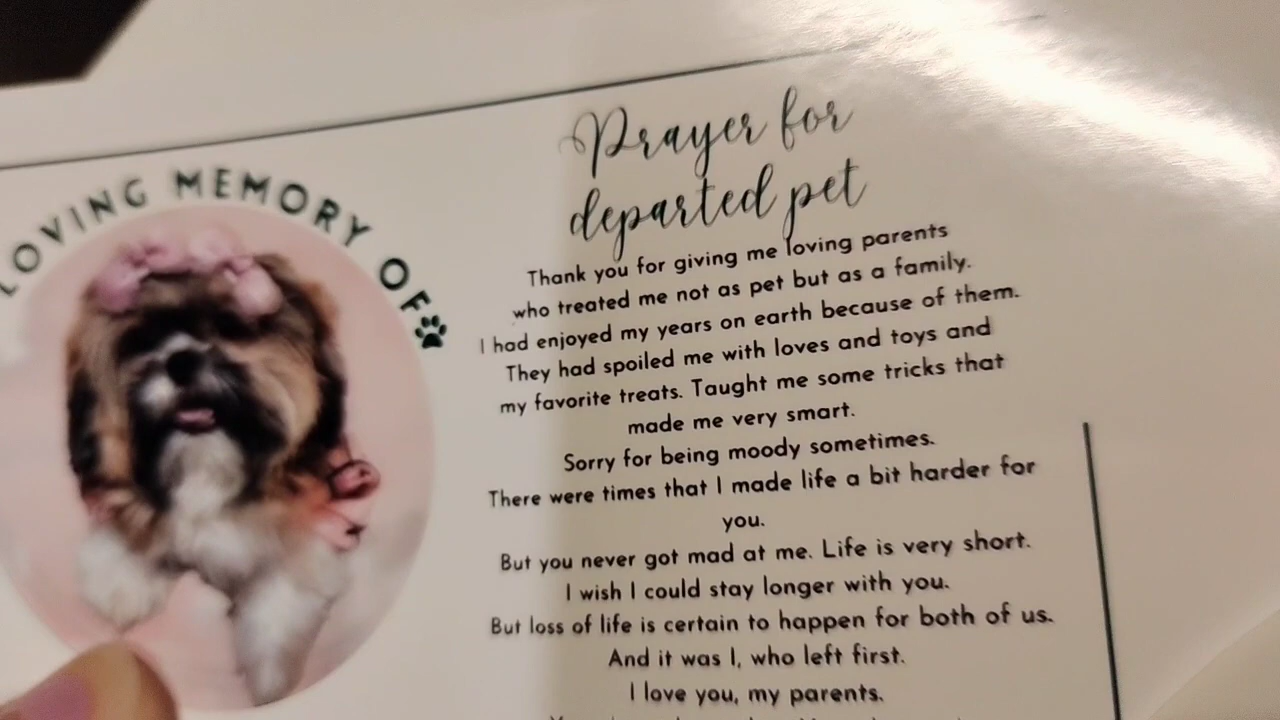 LOVING MEMORY OF
Prayer for
departed pet
Thank you for giving me loving parents
who treated me not as pet but as a family.
I had enjoyed my years on earth because of them.
They had spoiled me with loves and toys and
my favorite treats. Taught me some tricks that
made me very smart.
Sorry for being moody sometimes.
There were times that I made life a bit harder for
you.
But you never got mad at me. Life is very short.
I wish I could stay longer with you.
But loss of life is certain to happen for both of us.
And it was I, who left first.
I love you, my parents.